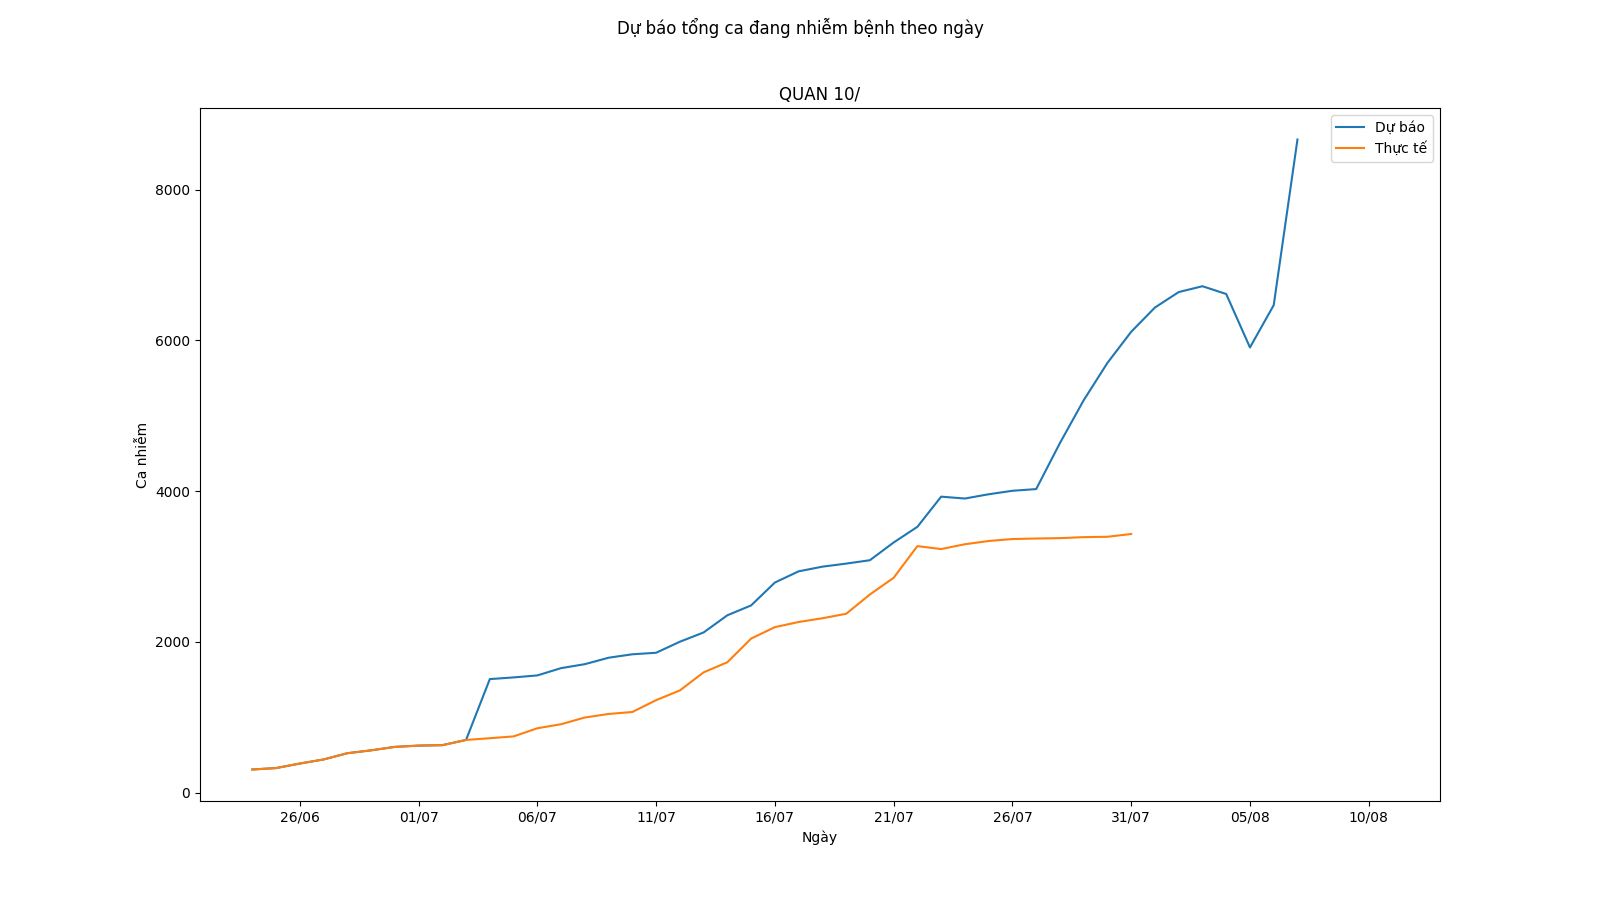 Dự báo tổng ca đang nhiễm bệnh theo ngày
QUAN 10/
Dự báo
Thực tế
8000
6000
4000
2000
0
Ca nhiễm
26/06 01/07 06/07 11/07 16/07 21/07 26/07 31/07 05/08 10/08
Ngày